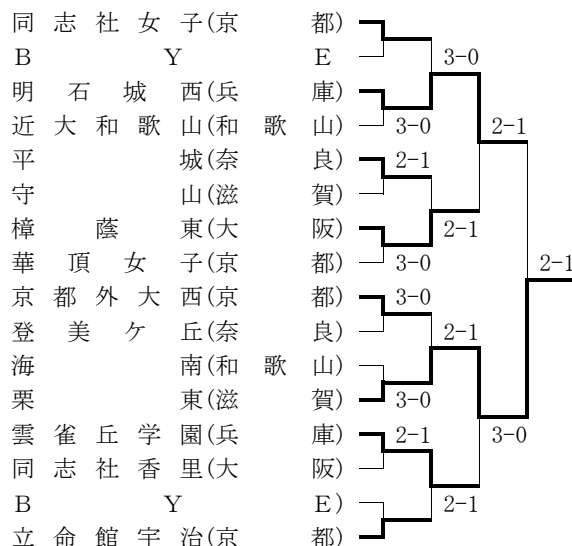 同志社女子(京都)
BYE
3-0
明石城西(兵庫)
近大和歌山(和歌山)
3-0
2-1
平城(奈良)
2-1
守山(滋賀)
樟蔭東(大阪)
2-1
華頂女子(京都)
3-0
2-1
京都外大西(京都)
3-0
登美ケ丘(奈良)
2-1
海南(和歌山)
栗東(滋賀)
3-0
雲雀丘学園(兵庫)
2-1
3-0
同志社香里(大阪)
BYE)
2-1
立命館宇治(京都)